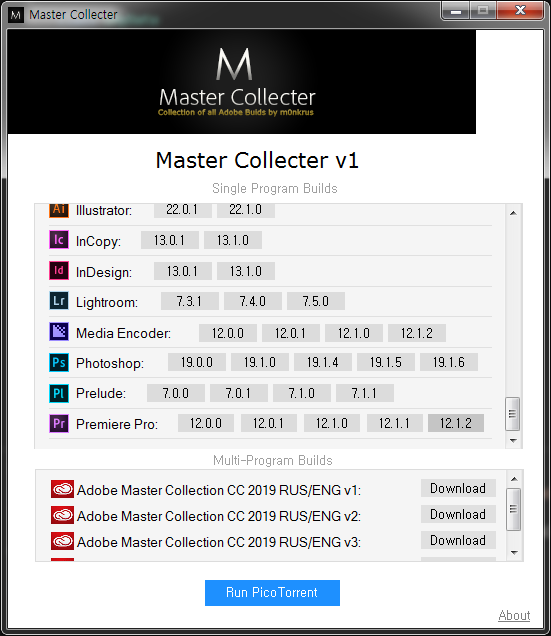 Master Collecter
M
Master Collecter
Collection of all Adobe Builds by m0nkrus
Master Collecter v1
Single Program Builds
Ai Illustrator: 22.0.1 22.1.0
Ic InCopy: 13.0.1 13.1.0
Id InDesign: 13.0.1 13.1.0
Lr Lightroom: 7.3.1 7.4.0 7.5.0
Media Encoder: 12.0.0 12.0.1 12.1.0 12.1.2
Ps Photoshop: 19.0.0 19.1.0 19.1.4 19.1.5 19.1.6
Pl Prelude: 7.0.0 7.0.1 7.1.0 7.1.1
Pr Premiere Pro: 12.0.0 12.0.1 12.1.0 12.1.1 12.1.2
Multi-Program Builds
Adobe Master Collection CC 2019 RUS/ENG v1: Download
Adobe Master Collection CC 2019 RUS/ENG v2: Download
Adobe Master Collection CC 2019 RUS/ENG v3: Download
Run PicoTorrent
About